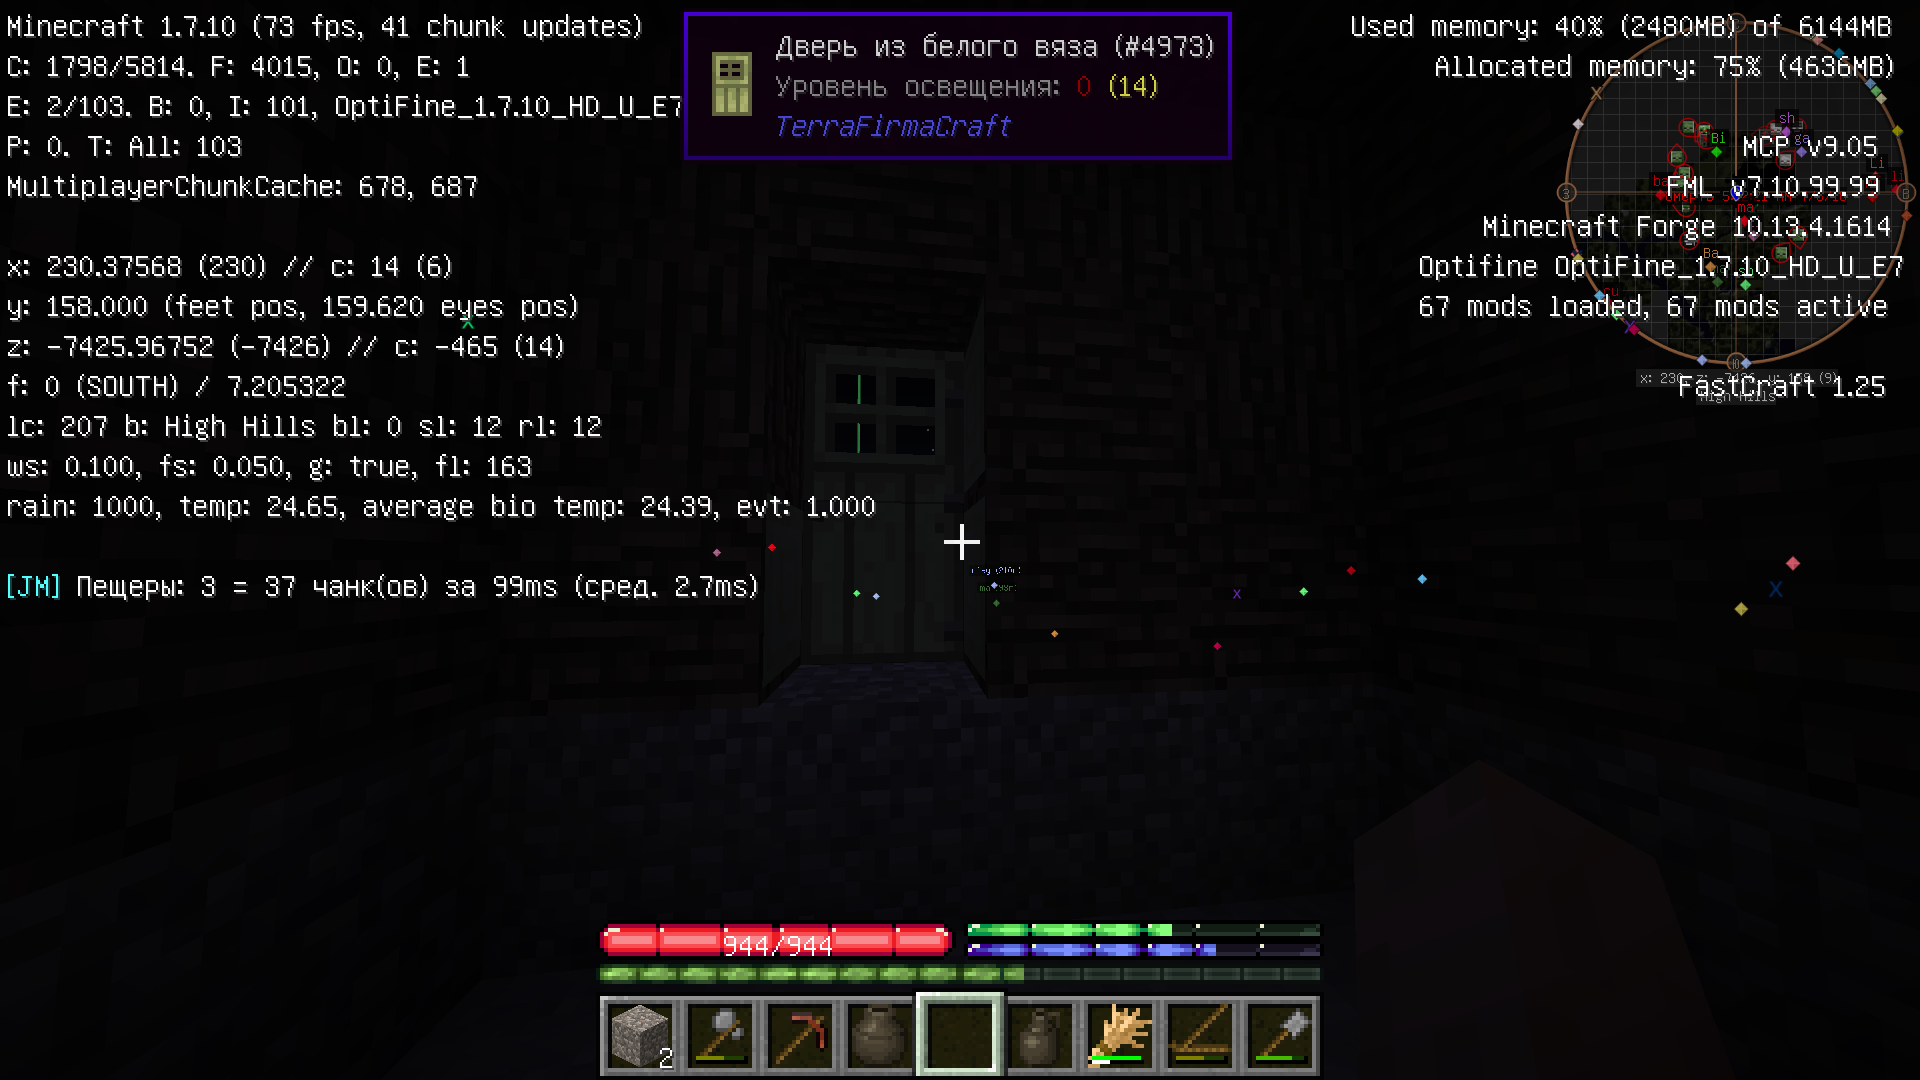 Minecraft 1.7.10 (73 fps, 41 chunk updates)
C: 1798/5814. F: 4015, O: 0, E: 1
E: 2/103. B: 0, I: 101, OptiFine_1.7.10_HD_U_E7
P: 0. T: All: 103
MultiplayerChunkCache: 678, 687
x: 230.37568 (230) // c: 14 (6)
y: 158.000 (feet pos, 159.620 eyes pos)
z: -7425.96752 (-7426) // c: -465 (14)
f: 0 (SOUTH) / 7.205322
lc: 207 b: High Hills bl: 0 sl: 12 rl: 12
ws: 0.100, fs: 0.050, g: true, fl: 163
rain: 1000, temp: 24.65, average bio temp: 24.39, evt: 1.000
[JM] Пещеры: 3 = 37 чанк(ов) за 99ms (сред. 2.7ms)
Дверь из белого вяза (#4973)
Уровень освещения: 0 (14)
TerraFirmaCraft
Used memory: 40% (2480MB) of 6144MB
Allocated memory: 75% (4636MB)
sh
Bi
MCP v9.05
FML v7.10.99.99
Minecraft Forge 10.13.4.1614
Optifine OptiFine_1.7.10_HD_U_E7
67 mods loaded, 67 mods active
FastCraft 1.25
High Hills
944/944
2